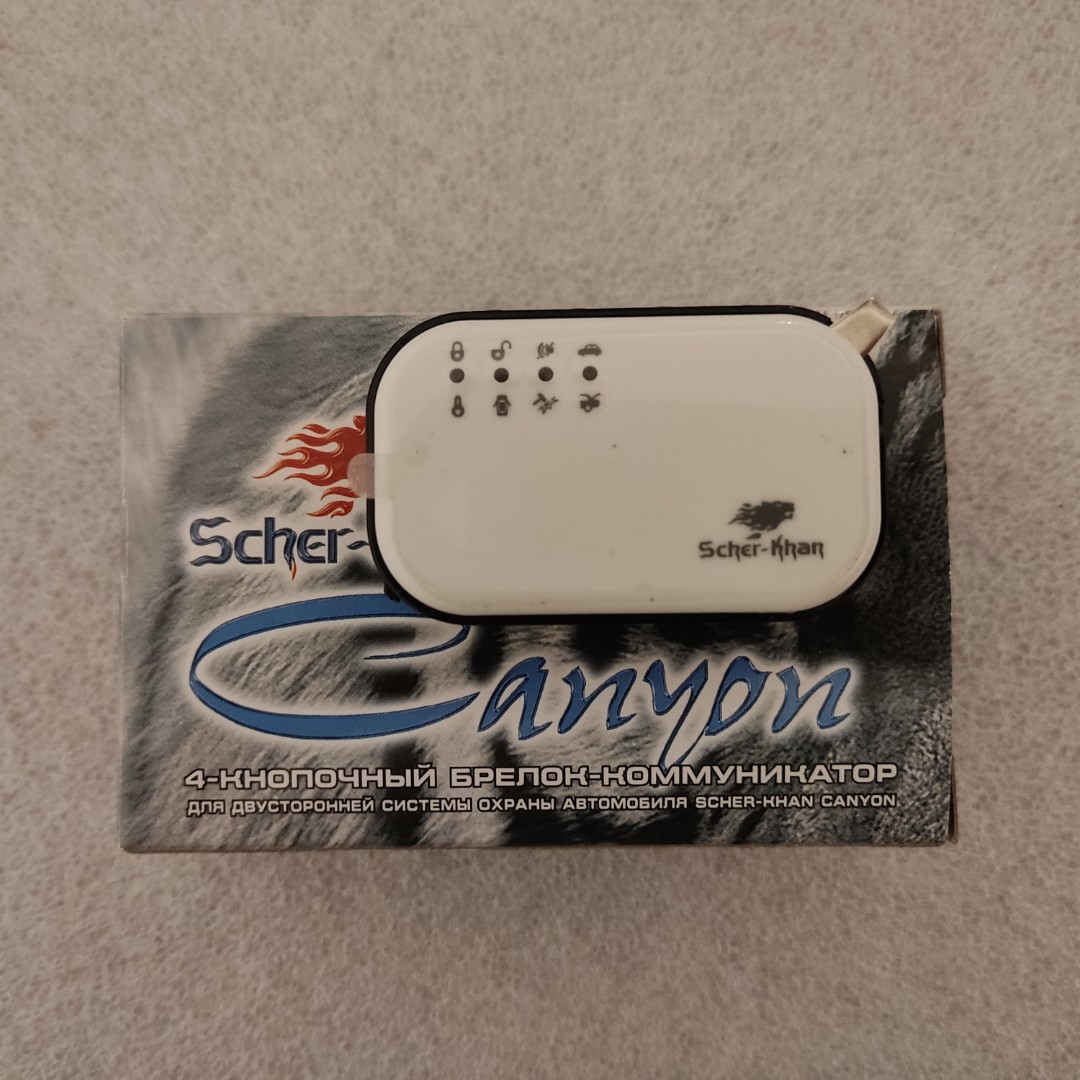 Scher-Khan
Scher-
Canyon
4-КНОПОЧНЫЙ БРЕЛОК-КОММУНИКАТОР
ДЛЯ ДВУСТОРОННЕЙ СИСТЕМЫ ОХРАНЫ АВТОМОБИЛЯ SCHER-KHAN CANYON